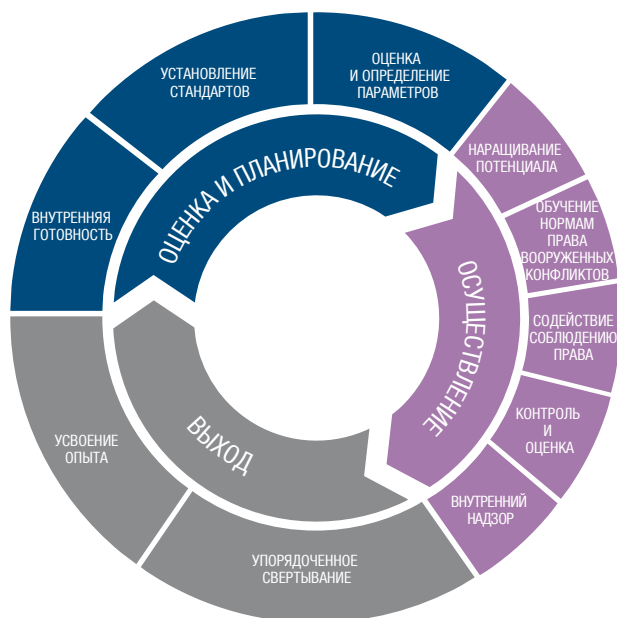 ОЦЕНКА
И ОПРЕДЕЛЕНИЕ
ПАРАМЕТРОВ
УСТАНОВЛЕНИЕ
СТАНДАРТОВ
ВНУТРЕННЯЯ
ГОТОВНОСТЬ
НАРАЩИВАНИЕ
ПОТЕНЦИАЛА
ОБУЧЕНИЕ
НОРМАМ
ПРАВА
ВООРУЖЕННЫХ
КОНФЛИКТОВ
СОДЕЙСТВИЕ
СОБЛЮДЕНИЮ
ПРАВА
КОНТРОЛЬ
И
ОЦЕНКА
ВНУТРЕННИЙ
НАДЗОР
УПОРЯДОЧЕННОЕ
СВЕРТЫВАНИЕ
УСВОЕНИЕ
ОПЫТА
ОЦЕНКА И ПЛАНИРОВАНИЕ
ОСУЩЕСТВЛЕНИЕ
ВЫХОД